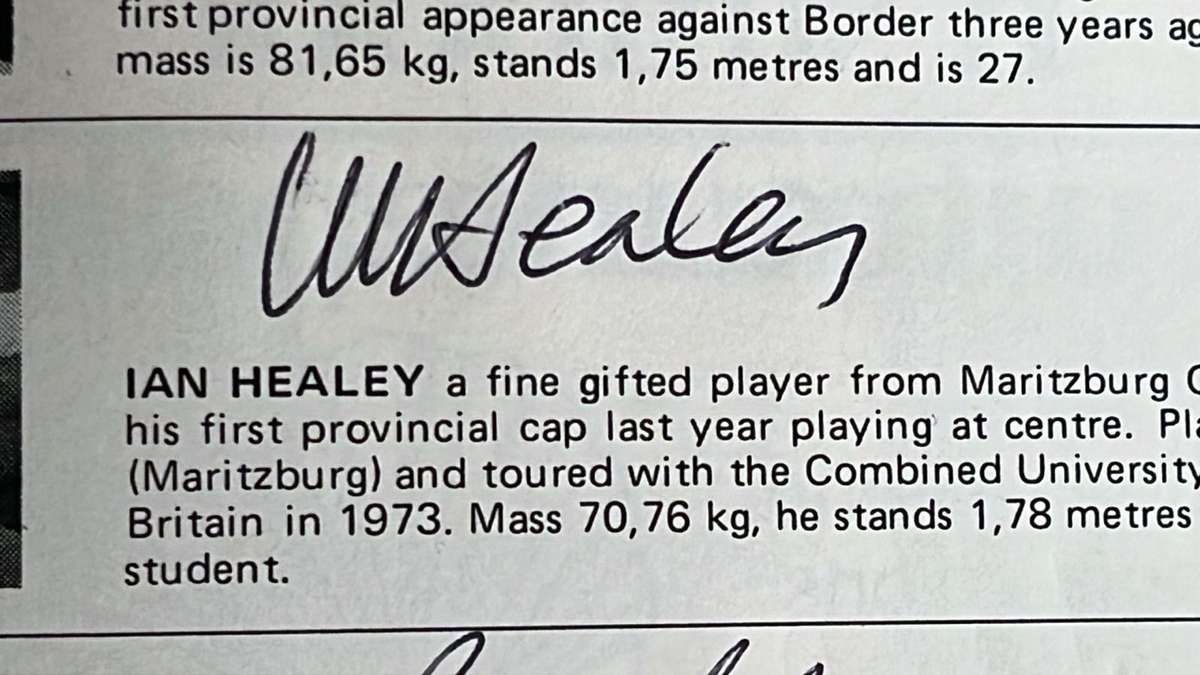 first provincial appearance against Border three years
mass is 81,65 kg, stands 1,75 metres and is 27.
Healey
IAN HEALEY a fine gifted player from Maritzburg
his first provincial cap last year playing at centre.
(Maritzburg) and toured with the Combined University
Britain in 1973. Mass 70,76 kg, he stands 1,78 metres
student.